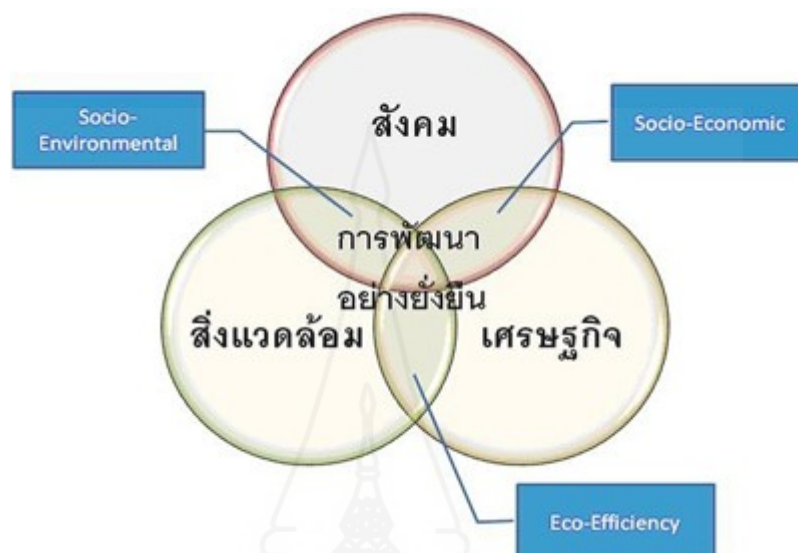 สังคม
Socio-
Environmental
Socio-Economic
การพัฒนา
อย่างยั่งยืน
สิ่งแวดล้อม
เศรษฐกิจ
Eco-Efficiency